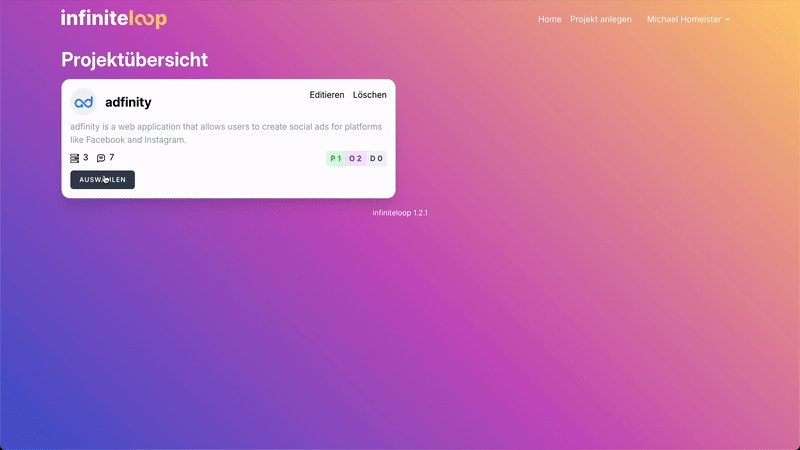 infiniteloop
Home Projekt anlegen Michael Homeister
Projektübersicht
adfinity
Editieren Löschen
adfinity is a web application that allows users to create social ads for platforms
like Facebook and Instagram.
3 7
P 1 O 2 D 0
AUSWÄHLEN
infiniteloop 1.2.1